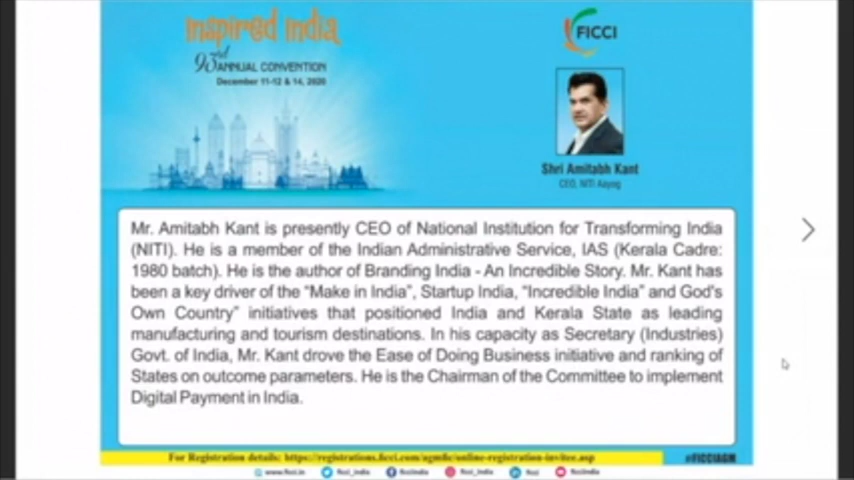 Inspired India
93rd ANNUAL CONVENTION
December 11-12 & 14, 2020
FICCI
Shri Amitabh Kant
CEO, NITI Aayog
Mr. Amitabh Kant is presently CEO of National Institution for Transforming India
(NITI). He is a member of the Indian Administrative Service, IAS (Kerala Cadre:
1980 batch). He is the author of Branding India - An Incredible Story. Mr. Kant has
been a key driver of the “Make in India”, Startup India, “Incredible India” and God's
Own Country” initiatives that positioned India and Kerala State as leading
manufacturing and tourism destinations. In his capacity as Secretary (Industries)
Govt. of India, Mr. Kant drove the Ease of Doing Business initiative and ranking of
States on outcome parameters. He is the Chairman of the Committee to implement
Digital Payment in India.
For Registration details: https://registrations.ficci.com/agmfic/online-registration-invitee.asp
#FICCIAGM
www.ficci.in ficci_india ficciindia ficci_india ficci ficciindia